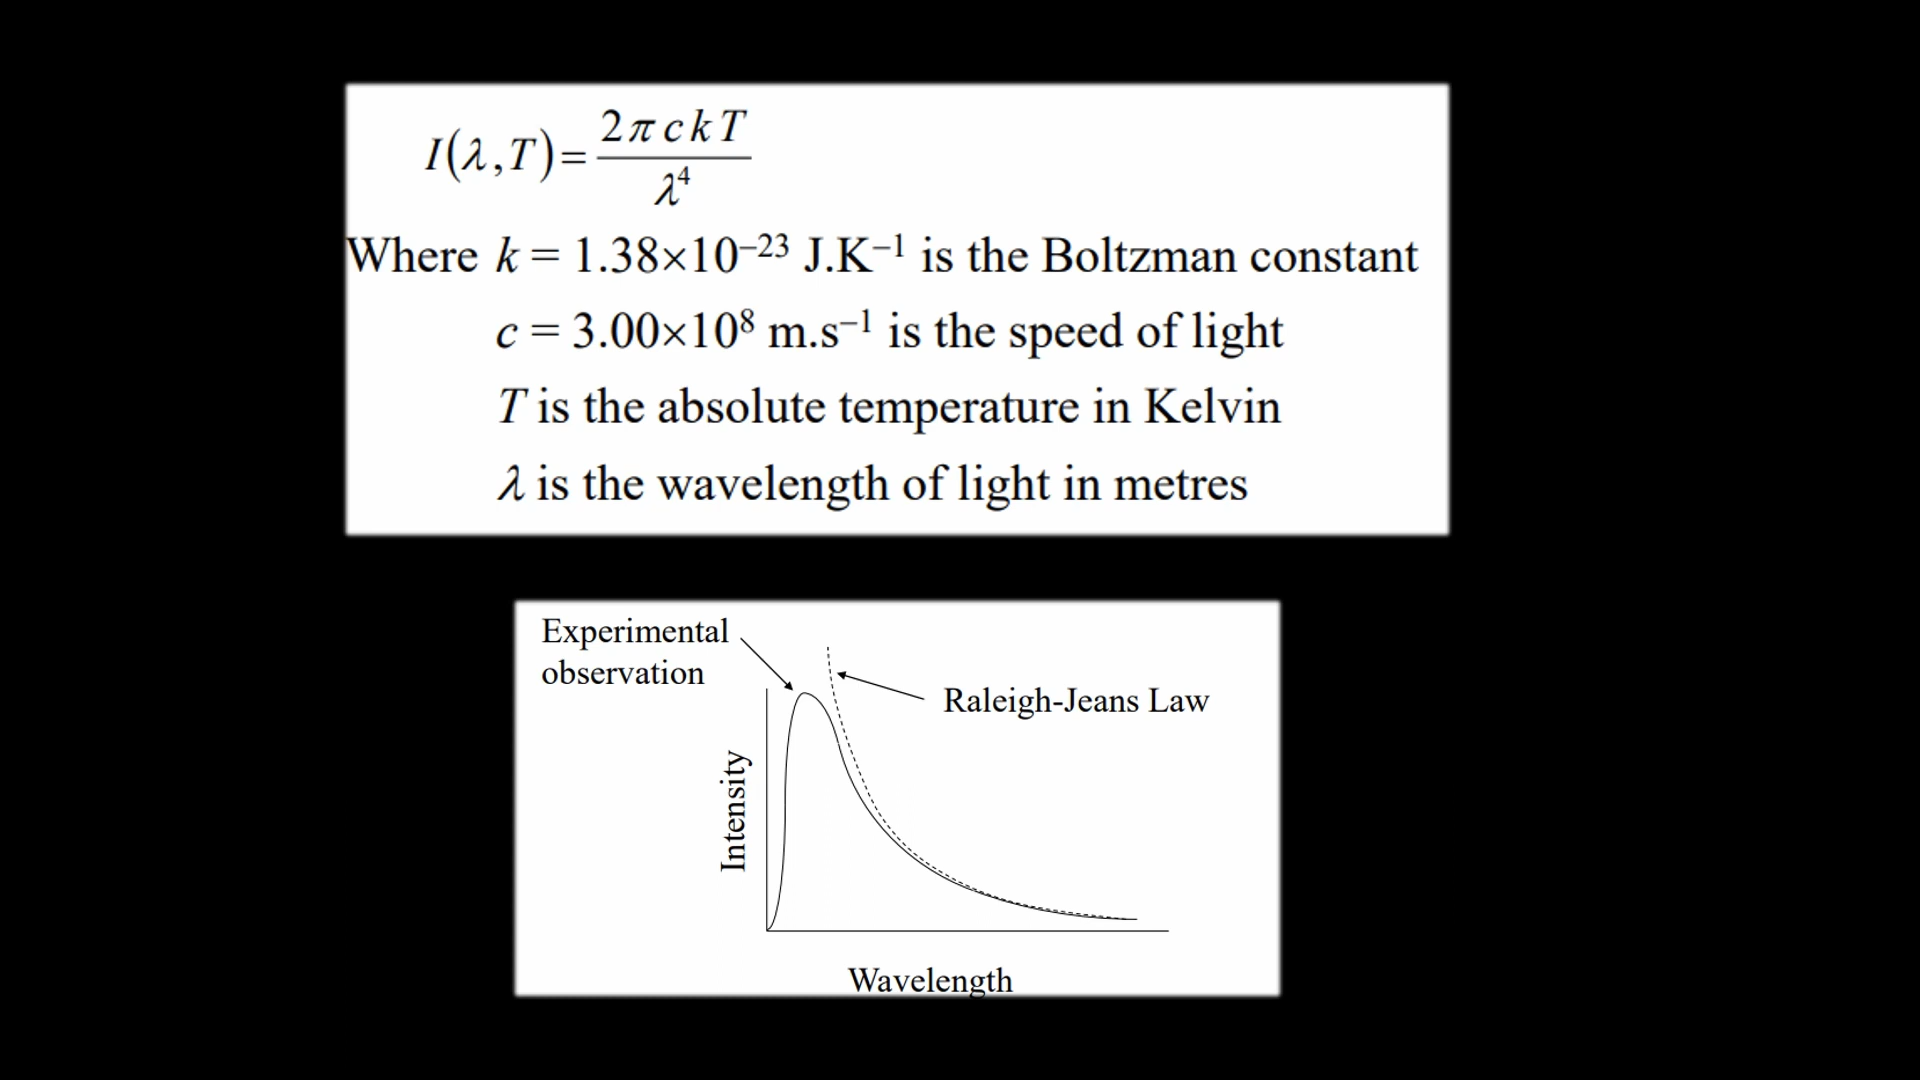 I(λ,T)= 2πckT / λ⁴
Where k = 1.38×10⁻²³ J.K⁻¹ is the Boltzman constant
c = 3.00×10⁸ m.s⁻¹ is the speed of light
T is the absolute temperature in Kelvin
λ is the wavelength of light in metres
Experimental
observation
Raleigh-Jeans Law
Intensity
Wavelength